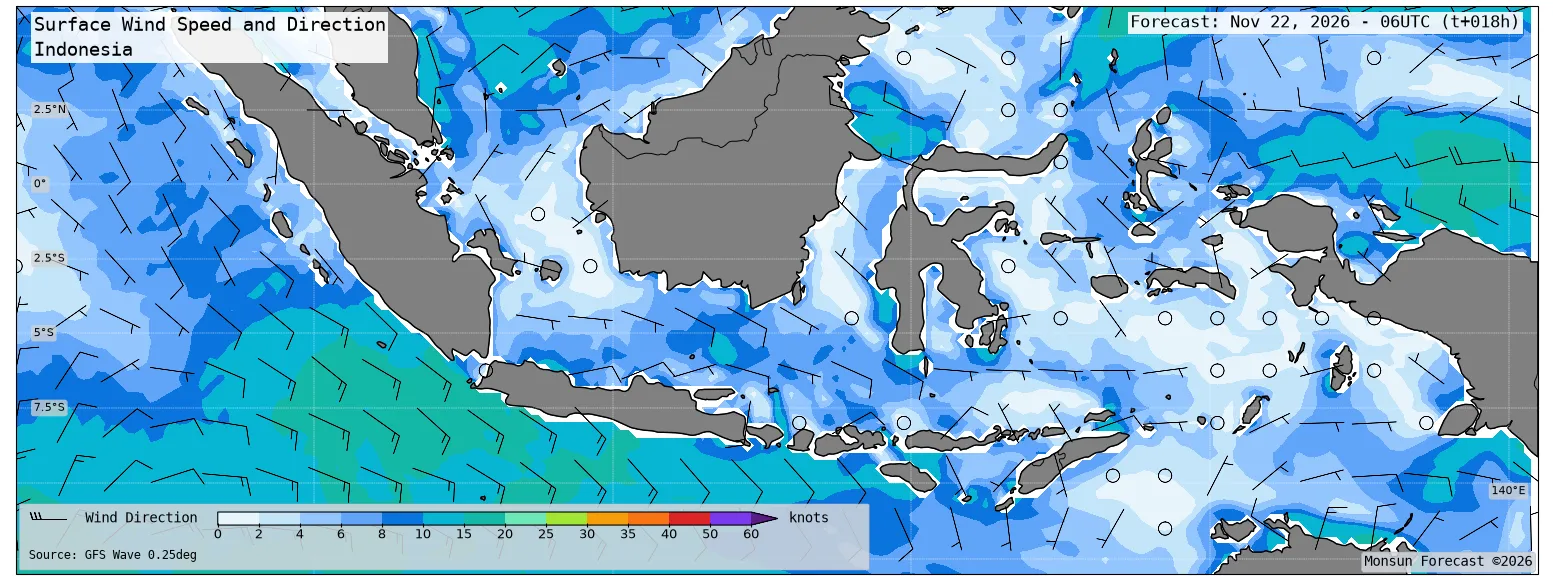 Surface Wind Speed and Direction
Indonesia
Forecast: Nov 22, 2026 - 06UTC (t+018h)
2.5°N
0°
2.5°S
5°S
7.5°S
140°E
Wind Direction
knots
0 2 4 6 8 10 15 20 25 30 35 40 50 60
Source: GFS Wave 0.25deg
Monsun Forecast ©2026